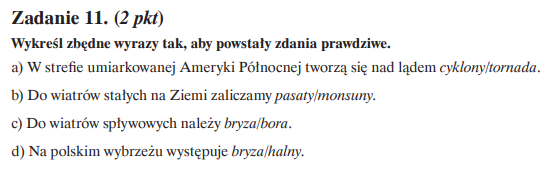 Zadanie 11. (2 pkt)
Wykreśl zbędne wyrazy tak, aby powstały zdania prawdziwe.
a) W strefie umiarkowanej Ameryki Północnej tworzą się nad lądem cyklony/tornada.
b) Do wiatrów stałych na Ziemi zaliczamy pasaty/monsuny.
c) Do wiatrów spływowych należy bryza/bora.
d) Na polskim wybrzeżu występuje bryza/halny.